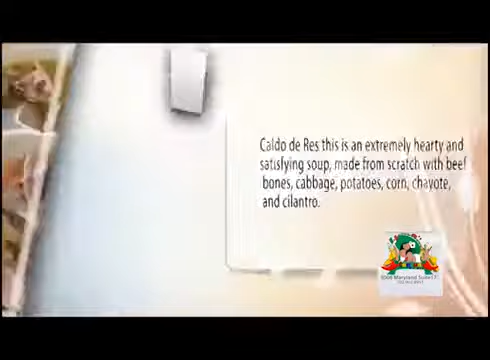 Caldo de Res this is an extremely hearty and
satisfying soup, made from scratch with beef
bones, cabbage, potatoes, corn, chayote,
and cilantro.